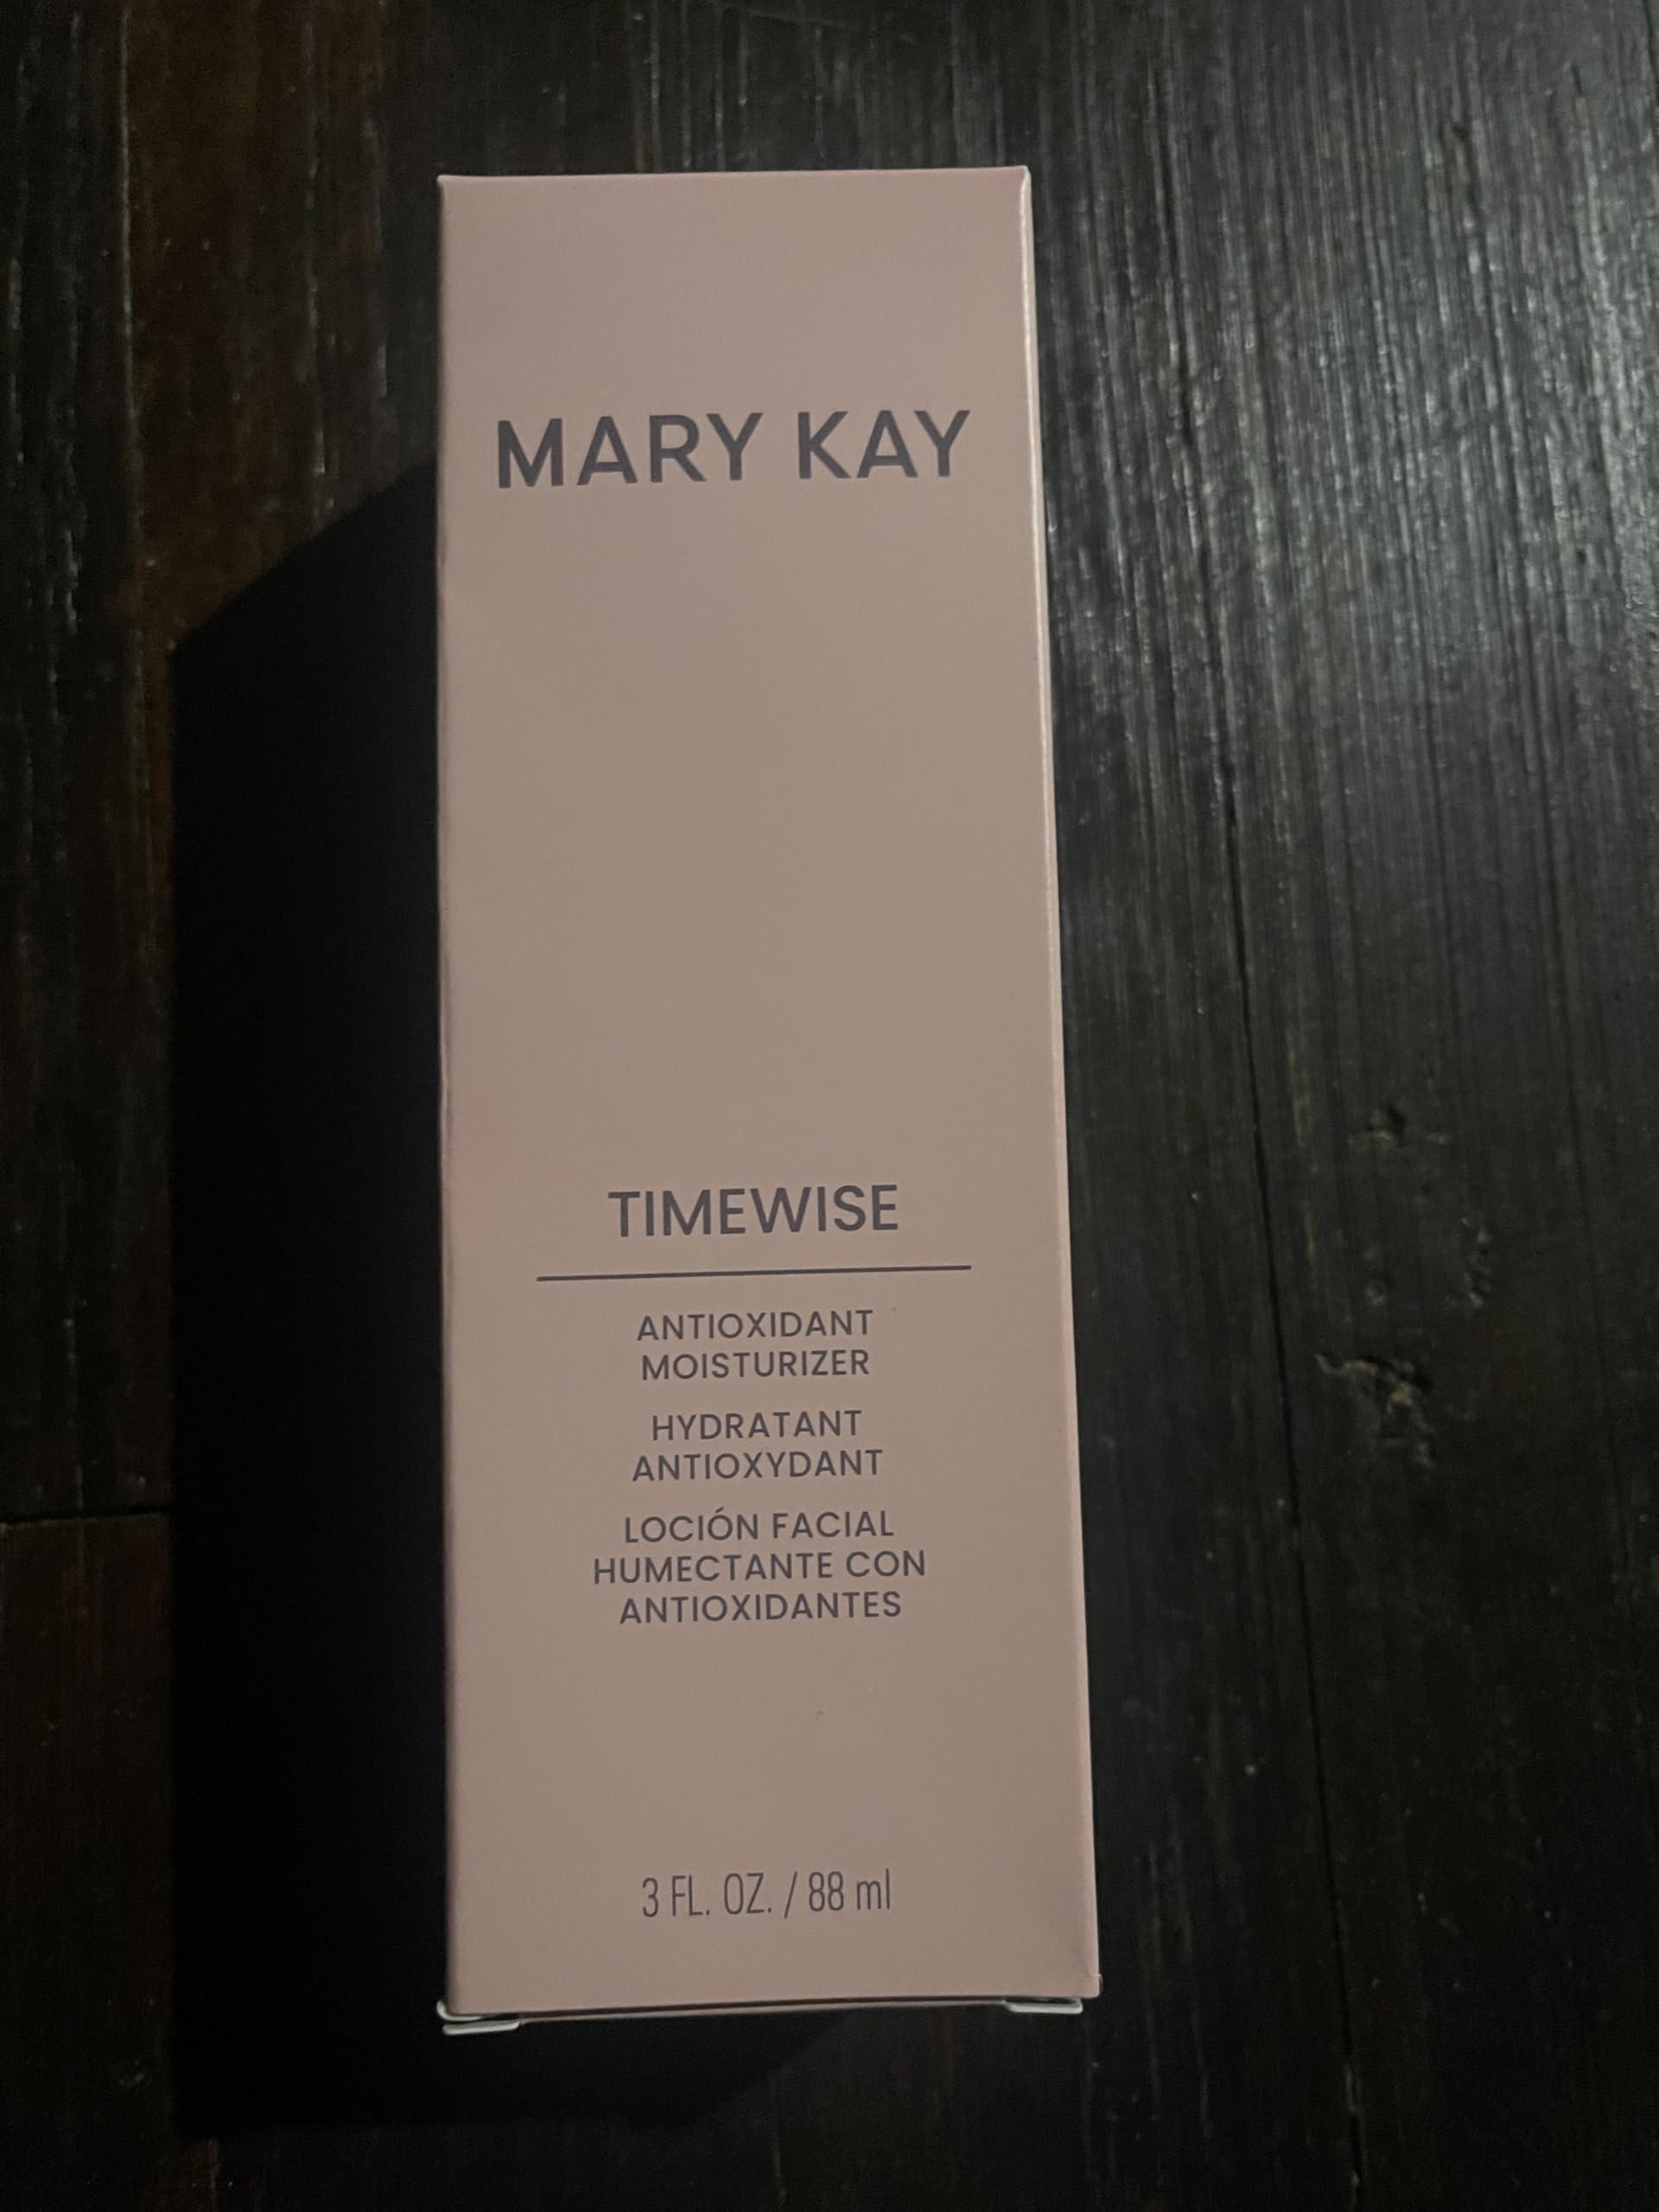 MARY KAY
TIMEWISE
ANTIOXIDANT
MOISTURIZER
HYDRATANT
ANTIOXYDANT
LOCIÓN FACIAL
HUMECTANTE CON
ANTIOXIDANTES
3 FL. OZ. / 88 ml